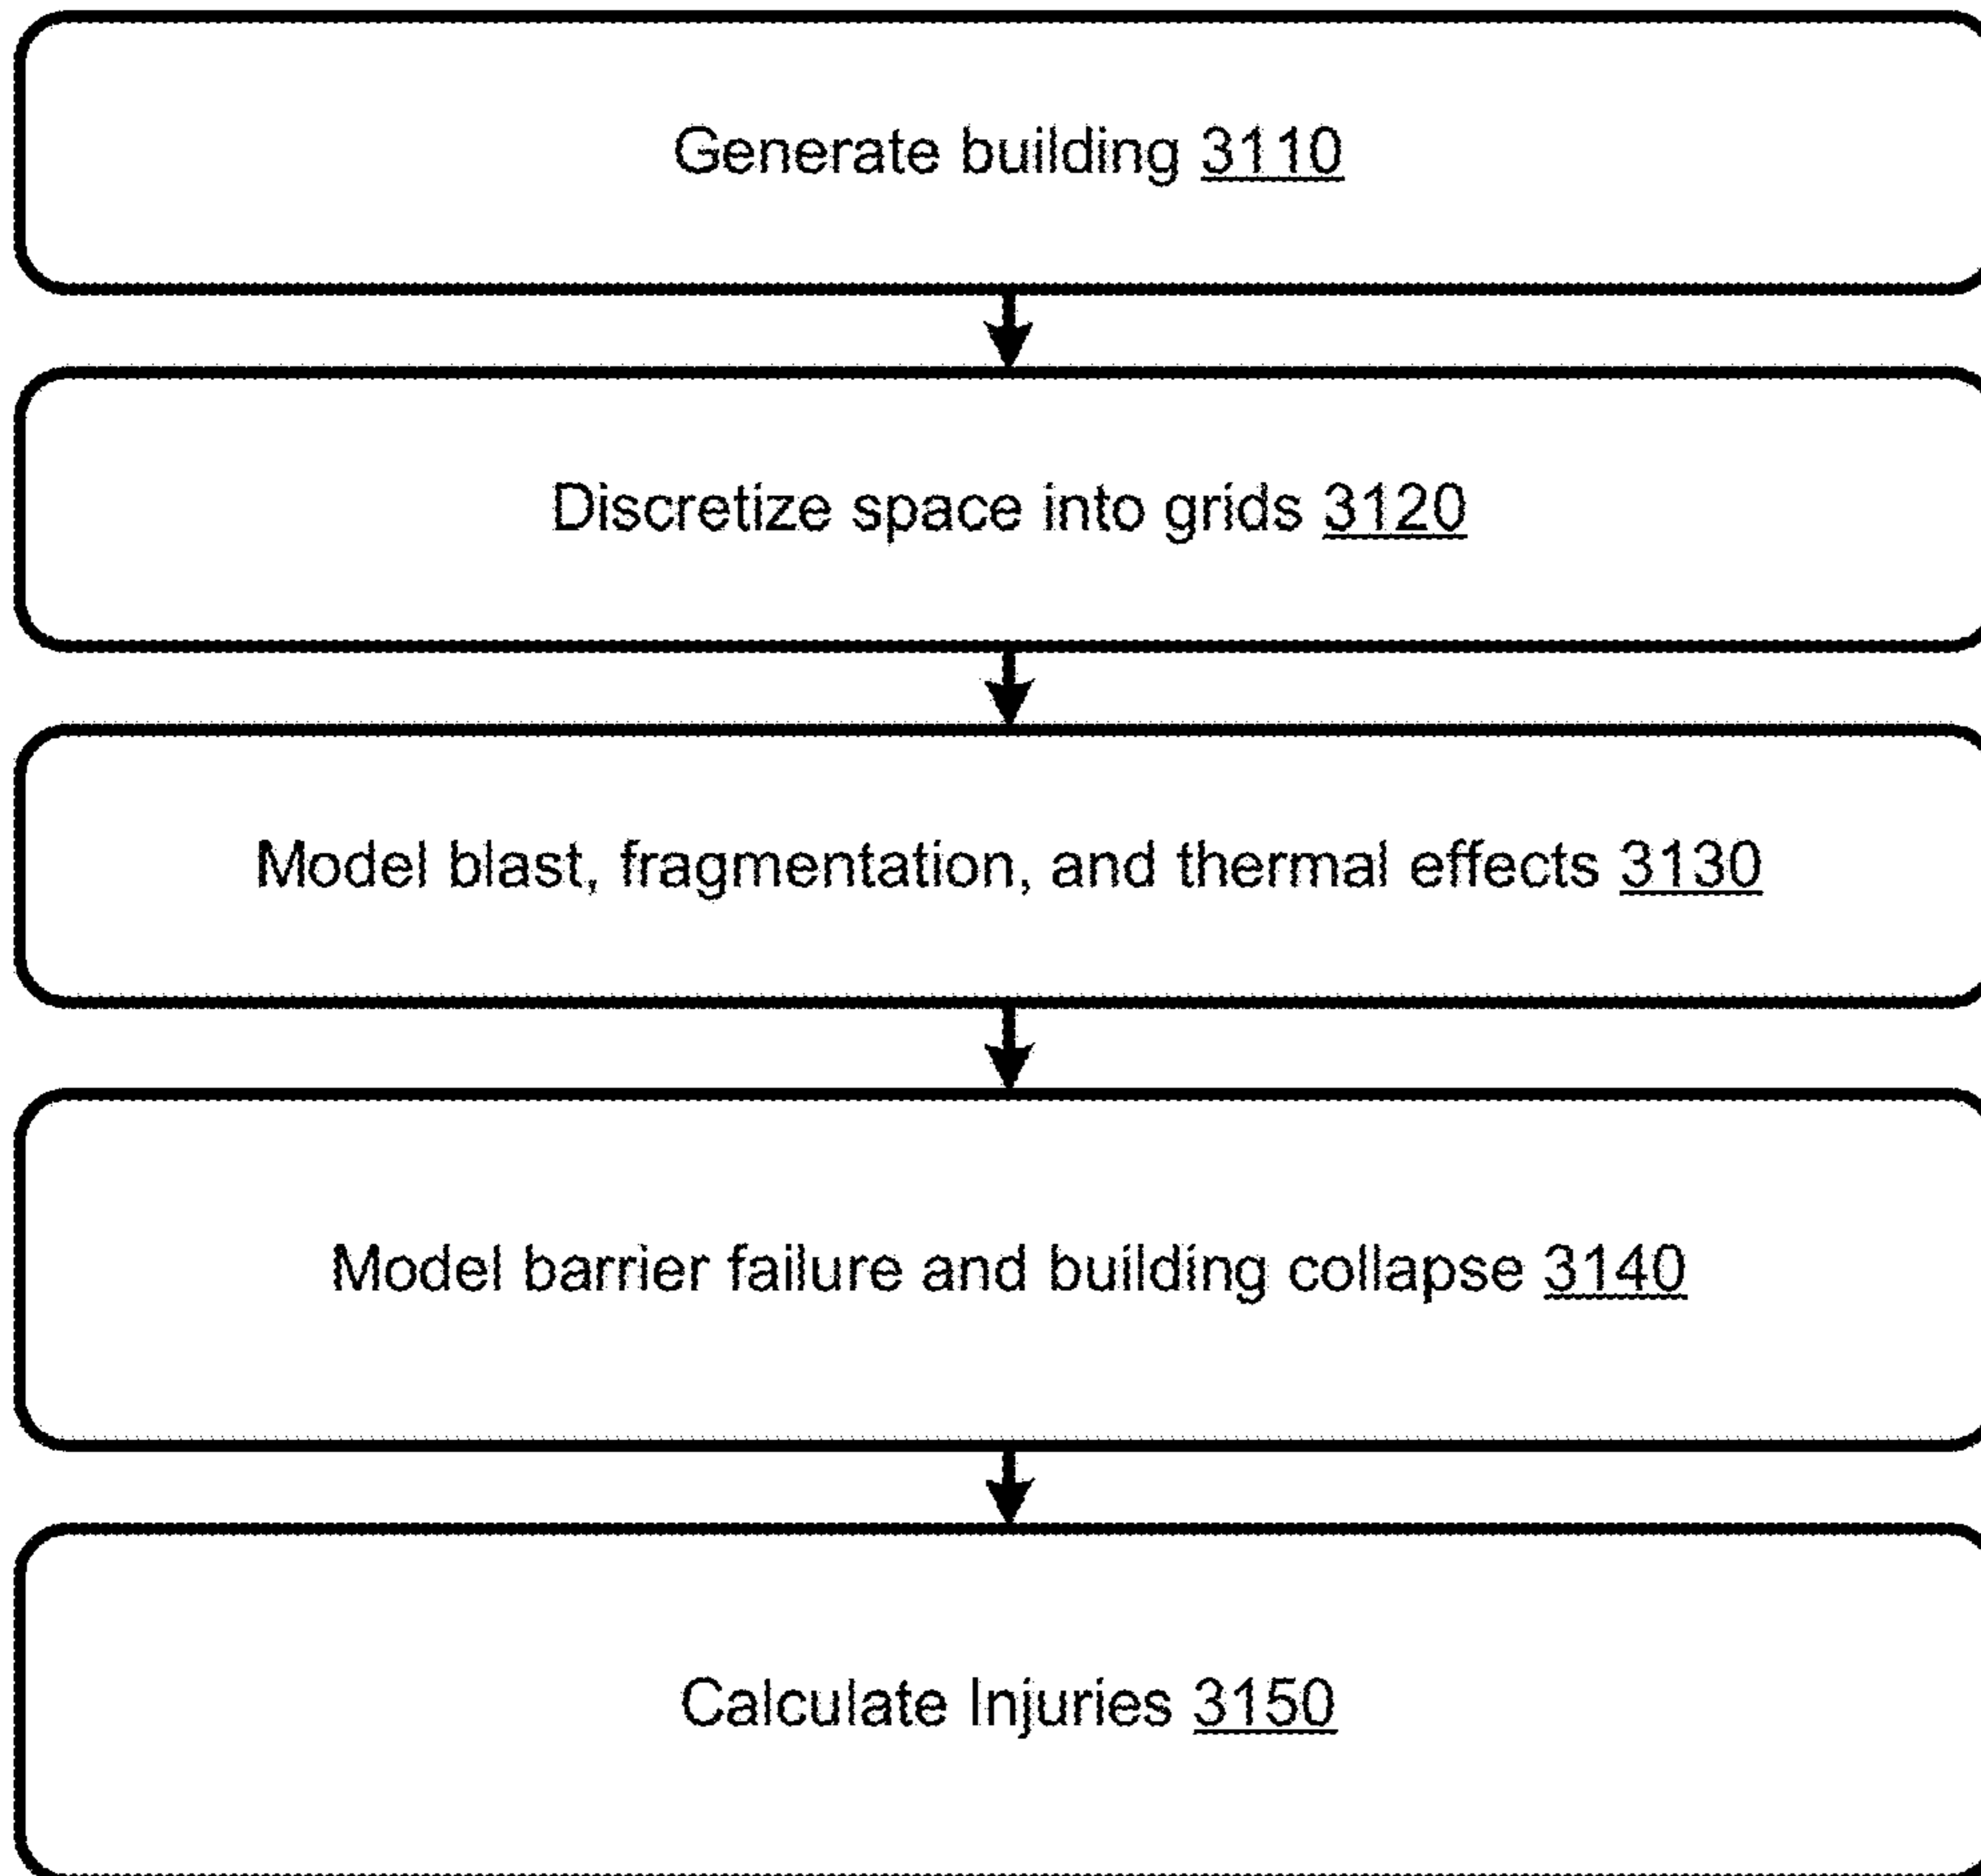 Generate building 3110
Discretize space into grids 3120
Model blast, fragmentation, and thermal effects 3130
Model barrier failure and building collapse 3140
Calculate Injuries 3150